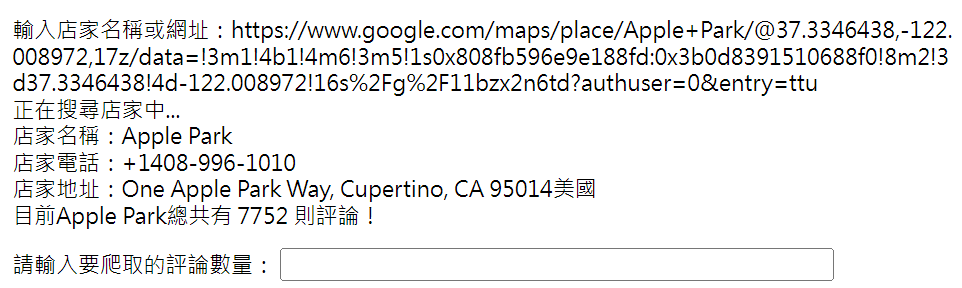 輸入店家名稱或網址：https://www.google.com/maps/place/Apple+Park/@37.3346438,-122.
008972,17z/data=!3m1!4b1!4m6!3m5!1s0x808fb596e9e188fd:0x3b0d8391510688f0!8m2!3
d37.3346438!4d-122.008972!16s%2Fg%2F11bzx2n6td?authuser=0&entry=ttu
正在搜尋店家中...
店家名稱：Apple Park
店家電話：+1408-996-1010
店家地址：One Apple Park Way, Cupertino, CA 95014美國
目前Apple Park總共有 7752 則評論！
請輸入要爬取的評論數量：